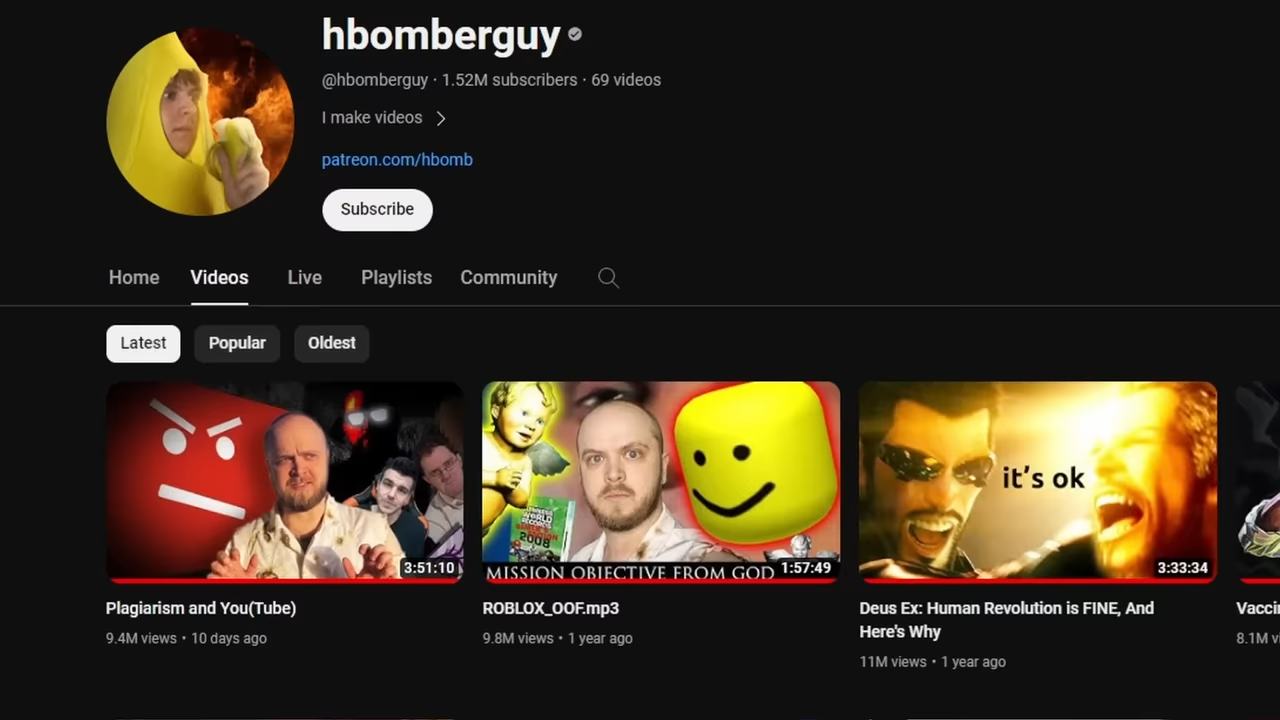 hbomberguy
@hbomberguy · 1.52M subscribers · 69 videos
I make videos
patreon.com/hbomb
Subscribe
Home Videos Live Playlists Community
Latest Popular Oldest
WORLD
RECORDS
2008
MISSION OBJECTIVE FROM GOD
it's ok
3:51:10
1:57:49
3:33:34
Plagiarism and You(Tube)
9.4M views · 10 days ago
ROBLOX_OOF.mp3
9.8M views · 1 year ago
Deus Ex: Human Revolution is FINE, And
Here's Why
11M views · 1 year ago
8.1M